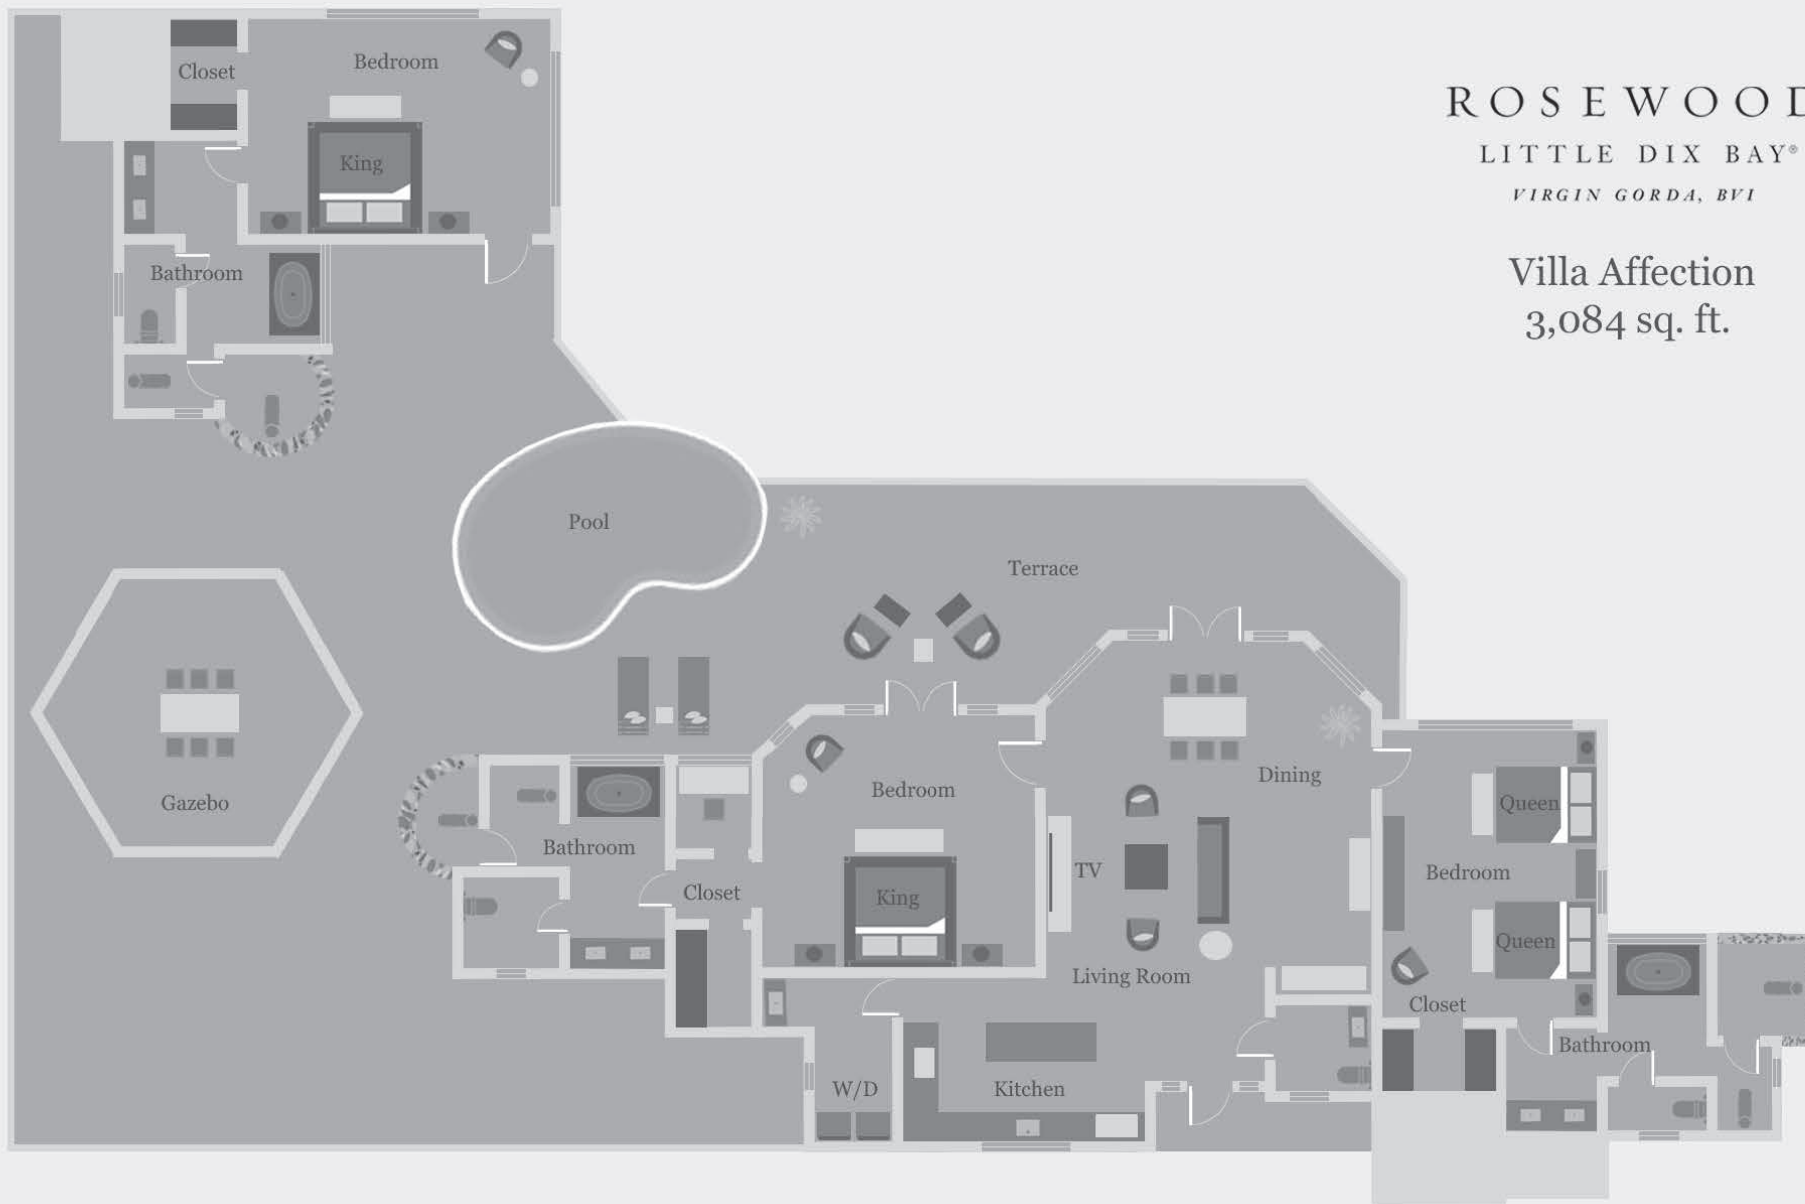 ROSEWOOD
LITTLE DIX BAY®
VIRGIN GORDA, BVI
Villa Affection
3,084 sq. ft.
Closet
Bedroom
King
Bathroom
Pool
Terrace
Gazebo
Bedroom
King
Bathroom
Closet
Dining
TV
Living Room
Kitchen
W/D
Queen
Bedroom
Queen
Closet
Bathroom